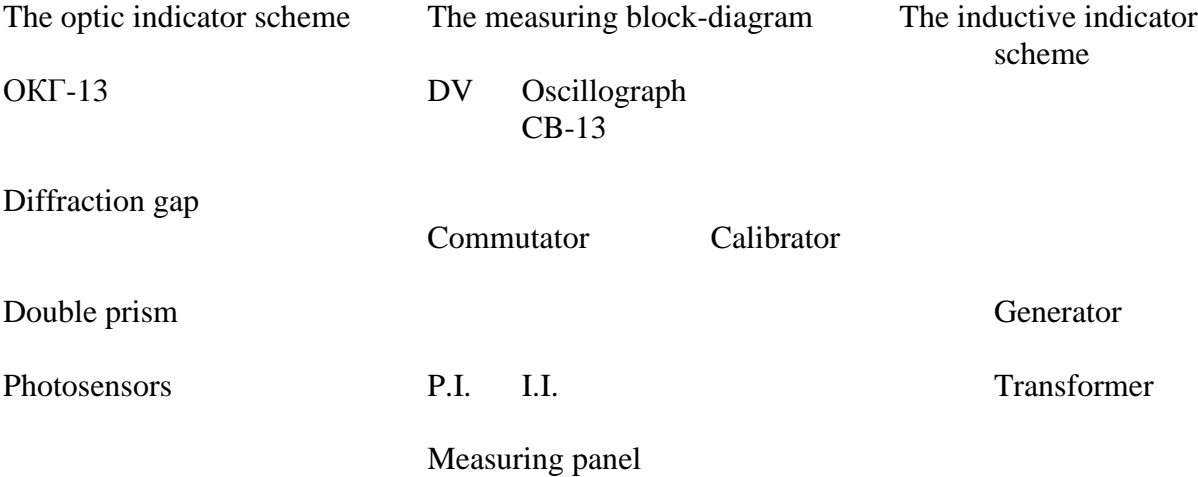 The optic indicator scheme The measuring block-diagram The inductive indicator
scheme
ОКГ-13 DV Oscillograph
CB-13
Diffraction gap
Commutator Calibrator
Double prism Generator
Photosensors P.I. I.I. Transformer
Measuring panel